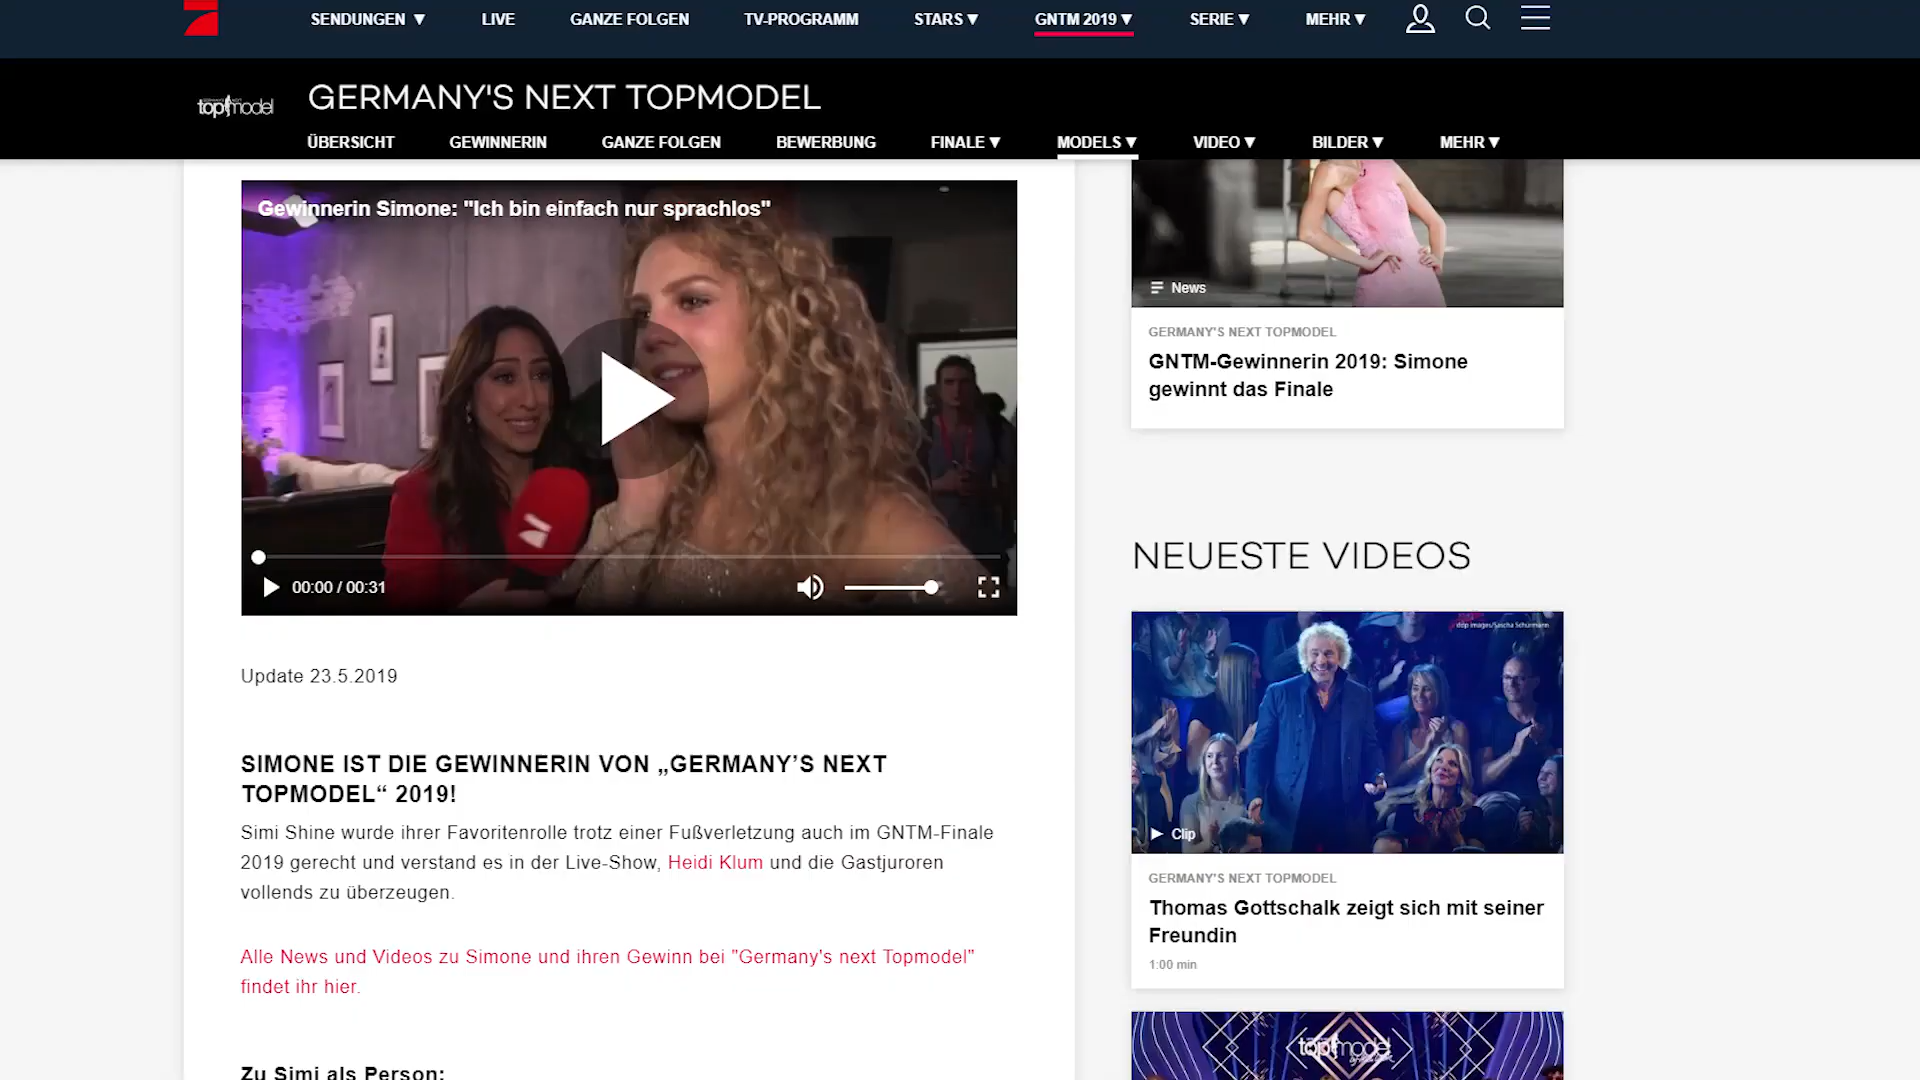 SENDUNGEN ▼ LIVE GANZE FOLGEN TV-PROGRAMM STARS ▼ GNTM 2019 ▼ SERIE ▼ MEHR ▼
topmodel
GERMANY'S NEXT TOPMODEL
ÜBERSICHT GEWINNERIN GANZE FOLGEN BEWERBUNG FINALE ▼ MODELS ▼ VIDEO ▼ BILDER ▼ MEHR ▼
Gewinnerin Simone: "Ich bin einfach nur sprachlos"
00:00 / 00:31
Update 23.5.2019
SIMONE IST DIE GEWINNERIN VON „GERMANY’S NEXT
TOPMODEL“ 2019!
Simi Shine wurde ihrer Favoritenrolle trotz einer Fußverletzung auch im GNTM-Finale
2019 gerecht und verstand es in der Live-Show, Heidi Klum und die Gastjuroren
vollends zu überzeugen.
Alle News und Videos zu Simone und ihren Gewinn bei "Germany's next Topmodel"
findet ihr hier.
Zu Simi als Person:
News
GERMANY'S NEXT TOPMODEL
GNTM-Gewinnerin 2019: Simone
gewinnt das Finale
NEUESTE VIDEOS
ddp images/Sascha Schürmann
Clip
GERMANY'S NEXT TOPMODEL
Thomas Gottschalk zeigt sich mit seiner
Freundin
1:00 min
topmodel